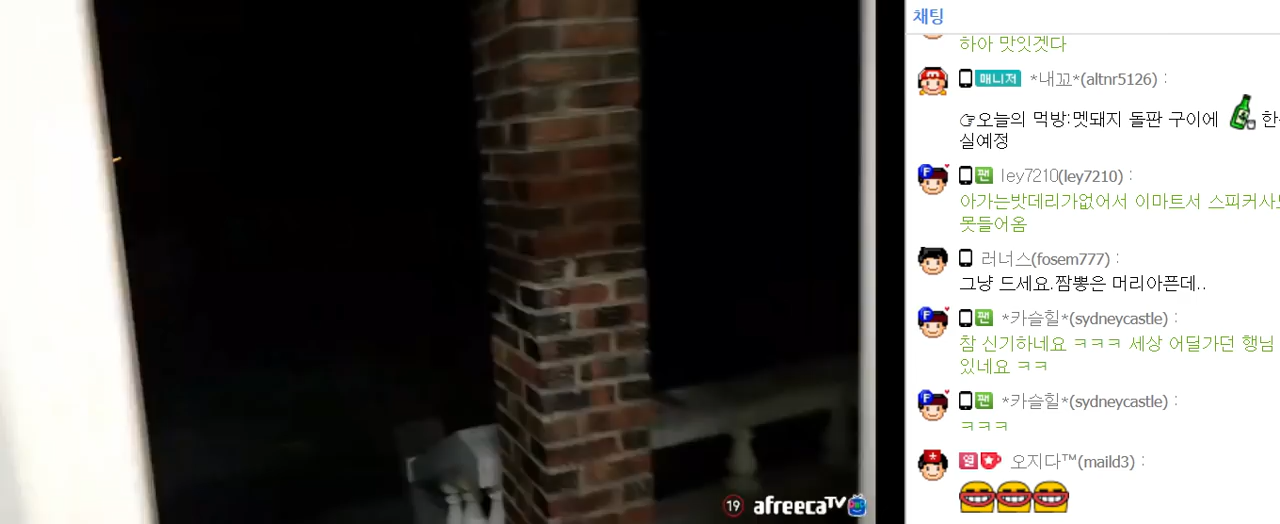 채팅
하아 맛잇겟다
매니저 *내꼬*(altnr5126) :
☞오늘의 먹방:멧돼지 돌판 구이에 한
실예정
팬 ley7210(ley7210) :
아가는밧데리가없어서 이마트서 스피커사
못들어옴
러너스(fosem777) :
그냥 드세요.짬뽕은 머리아픈데..
팬 *카슬힐*(sydneycastle) :
참 신기하네요 ㅋㅋㅋ 세상 어딜가던 행님
있네요 ㅋㅋ
팬 *카슬힐*(sydneycastle) :
ㅋㅋㅋ
열 오지다™(maild3) :
19 afreecaTV